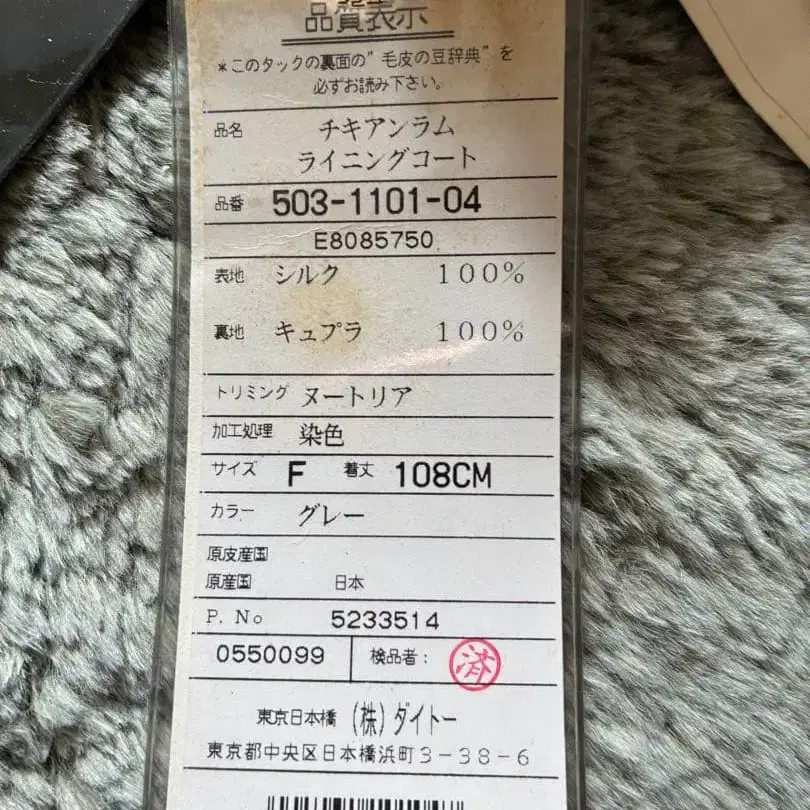 品質表示
*このタックの裏面の"毛皮の豆辞典"を
必ずお読み下さい。
品名 チキアンラム
ライニングコート
品番 503-1101-04
E8085750
表地 シルク 100%
裏地 キュプラ 100%
トリミング ヌートリア
加工処理 染色
サイズ F 着丈 108CM
カラー グレー
原皮産国
原産国 日本
P.No 5233514
0550099 検品者: 済
東京日本橋 (株)ダイトー
東京都中央区日本橋浜町3-38-6